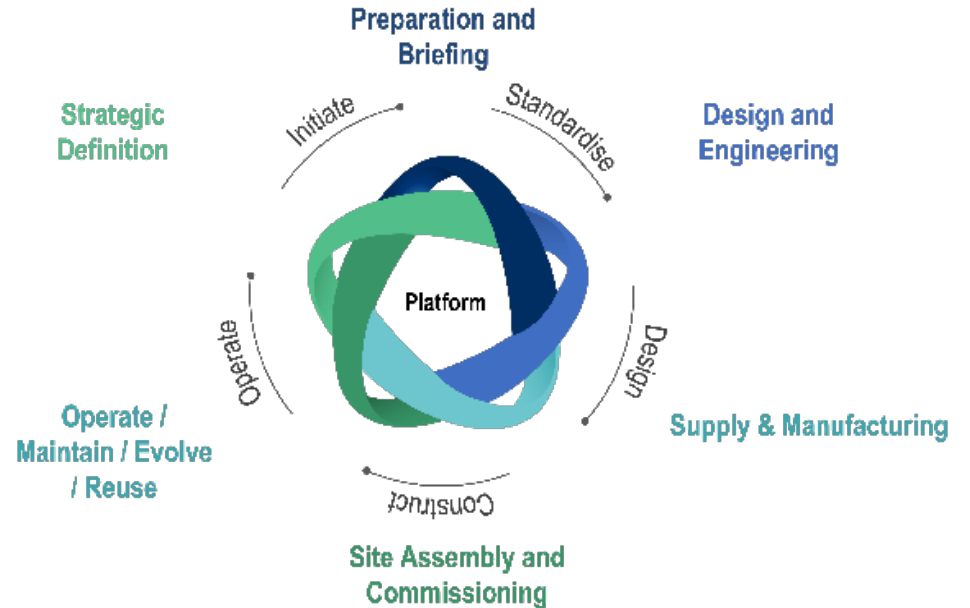 Preparation and
Briefing
Initiate
Standardise
Strategic
Definition
Design and
Engineering
Platform
Operate
Design
Operate /
Maintain / Evolve
/ Reuse
Supply & Manufacturing
Construct
Site Assembly and
Commissioning